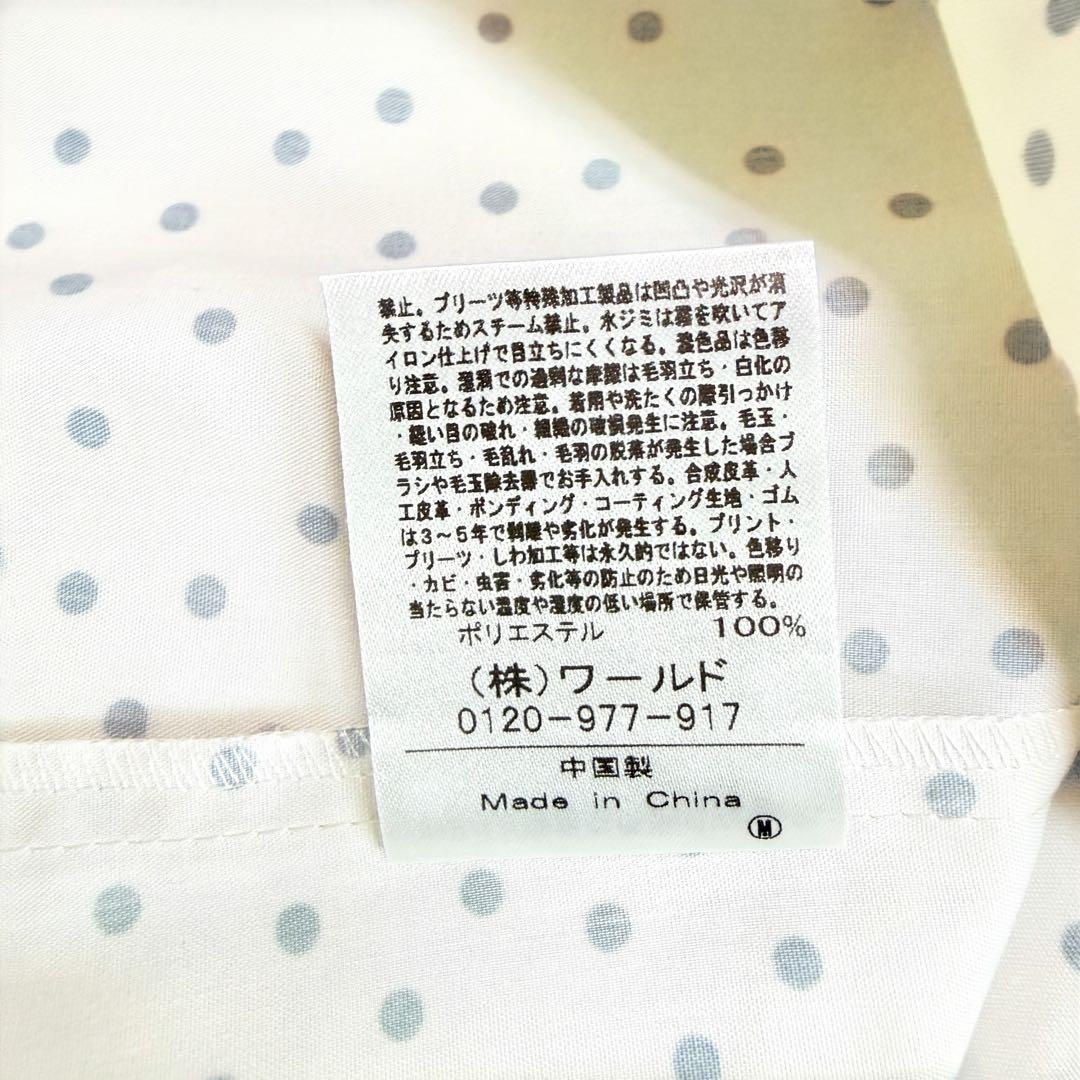 禁止。プリーツ等特殊加工製品は凹凸や光沢が消
失するためスチーム禁止。水ジミは霧を吹いてア
イロン仕上げで目立ちにくくなる。濃色品は色移
り注意。湿潤での過剰な摩擦は毛羽立ち・白化の
原因となるため注意。着用や洗たくの際引っかけ
・縫い目の破れ・組織の破損発生に注意。毛玉・
毛羽立ち・毛乱れ・毛羽の脱落が発生した場合ブ
ラシや毛玉除去器でお手入れする。合成皮革・人
工皮革・ボンディング・コーティング生地・ゴム
は3～5年で剥離や劣化が発生する。プリント・
プリーツ・しわ加工等は永久的ではない。色移り
・カビ・虫害・劣化等の防止のため日光や照明の
当たらない温度や湿度の低い場所で保管する。
ポリエステル 100%
(株)ワールド
0120-977-917
中国製
Made in China
Ⓜ